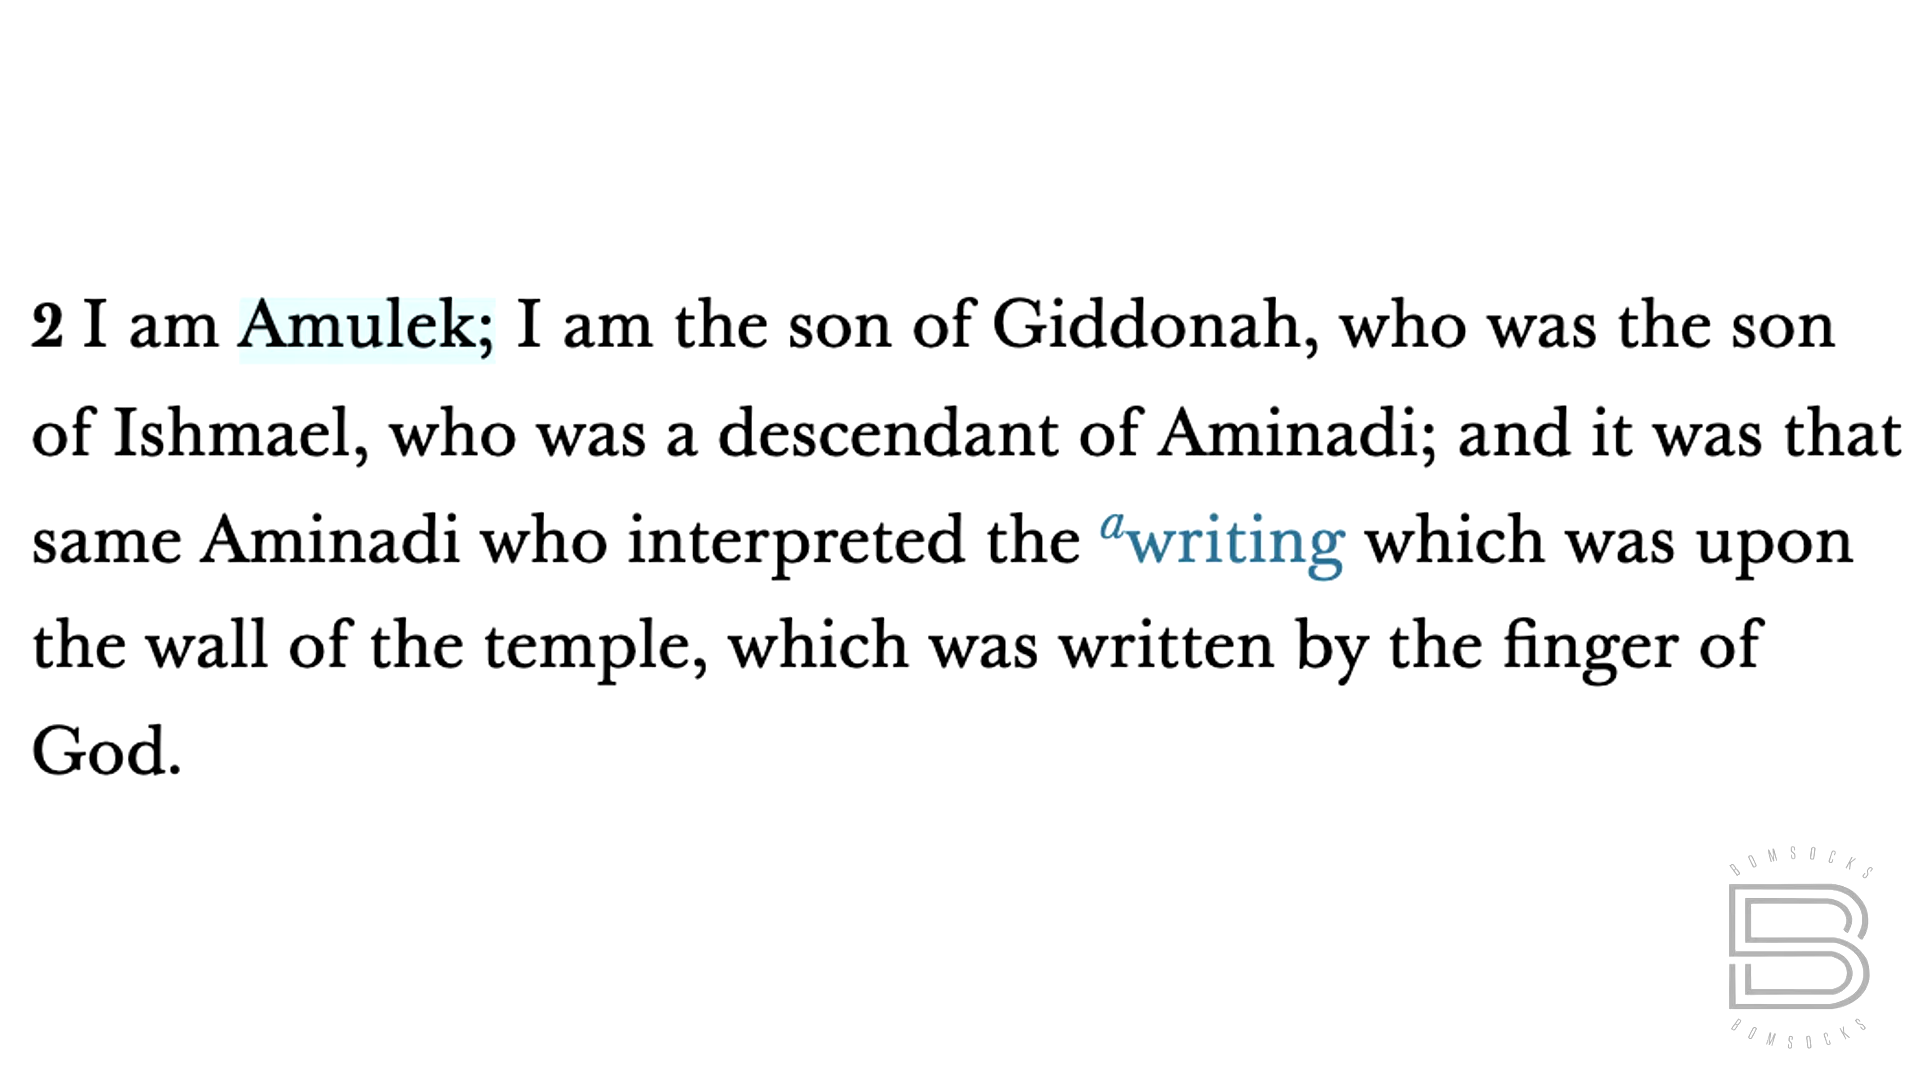 2 I am Amulek; I am the son of Giddonah, who was the son
of Ishmael, who was a descendant of Aminadi; and it was that
same Aminadi who interpreted the a writing which was upon
the wall of the temple, which was written by the finger of
God.
BOMSOCKS
B
BOMSOCKS